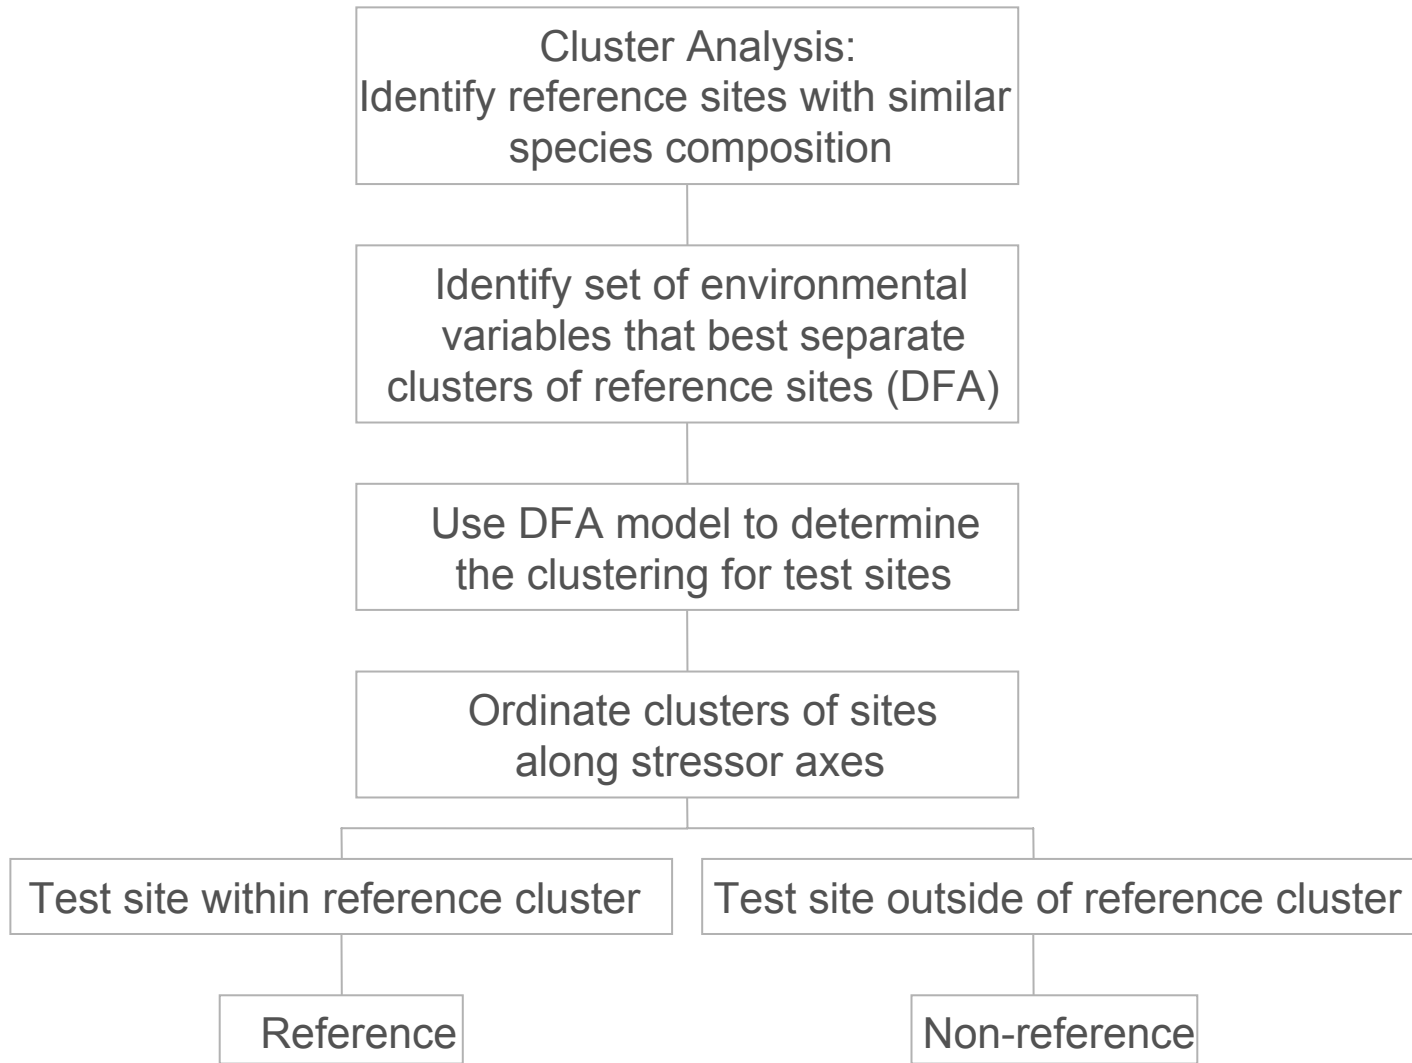 Cluster Analysis:
Identify reference sites with similar
species composition
Identify set of environmental
variables that best separate
clusters of reference sites (DFA)
Use DFA model to determine
the clustering for test sites
Ordinate clusters of sites
along stressor axes
Test site within reference cluster
Test site outside of reference cluster
Reference
Non-reference